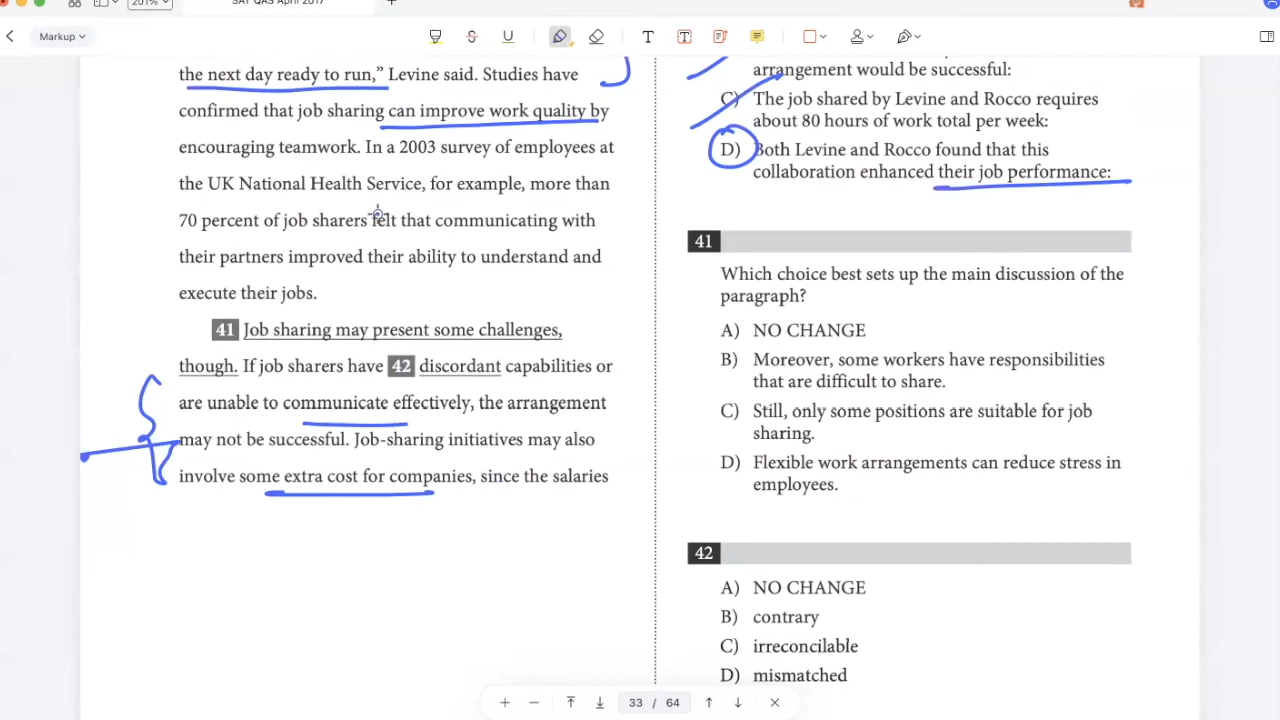 201%
SAT QAS April 2017
Markup
the next day ready to run,” Levine said. Studies have
confirmed that job sharing can improve work quality by
encouraging teamwork. In a 2003 survey of employees at
the UK National Health Service, for example, more than
70 percent of job sharers felt that communicating with
their partners improved their ability to understand and
execute their jobs.
41 Job sharing may present some challenges,
though. If job sharers have 42 discordant capabilities or
are unable to communicate effectively, the arrangement
may not be successful. Job-sharing initiatives may also
involve some extra cost for companies, since the salaries
arrangement would be successful:
C) The job shared by Levine and Rocco requires
about 80 hours of work total per week:
D) Both Levine and Rocco found that this
collaboration enhanced their job performance:
41
Which choice best sets up the main discussion of the
paragraph?
A) NO CHANGE
B) Moreover, some workers have responsibilities
that are difficult to share.
C) Still, only some positions are suitable for job
sharing.
D) Flexible work arrangements can reduce stress in
employees.
42
A) NO CHANGE
B) contrary
C) irreconcilable
D) mismatched
33 / 64